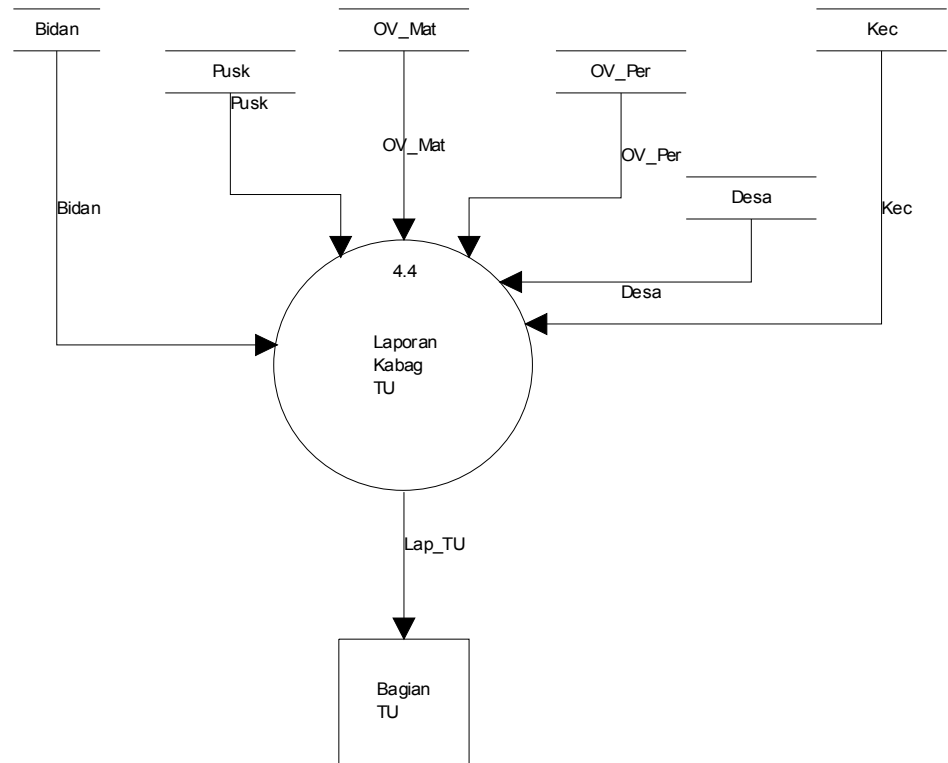 Bidan
OV_Mat
Kec
Pusk
OV_Per
Pusk
OV_Mat
OV_Per
Desa
Bidan
Kec
4.4
Desa
Laporan
Kabag
TU
Lap_TU
Bagian
TU